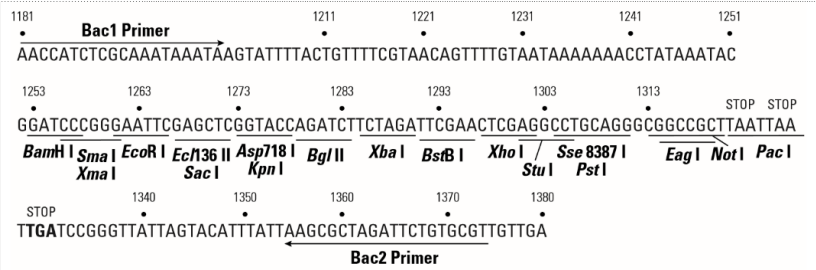 1181 1211 1221 1231 1241 1251
Bac1 Primer
AACCATCTCGCAAATAAATAAGTATTTTACTGTTTTCGTAACAGTTTTGTAATAAAAAAACCTATAAATAC
1253 1263 1273 1283 1293 1303 1313
STOP STOP
GGATCCCGGGAATTCGAGCTCGGTACCAGATCTTCTAGATTCGAACTCGAGGCCTGCAGGGCGGCCGCTTAATTAA
BamH I Sma I EcoR I Ecl136 II Asp718 I Bgl II Xba I BstB I Xho I Sse 8387 I Eag I Not I Pac I
Xma I Sac I Kpn I Stu I Pst I
STOP 1340 1350 1360 1370 1380
TTGATCCGGGTTATTAGTACATTTATTAAGCGCTAGATTCTGTGCGTTGTTGA
Bac2 Primer